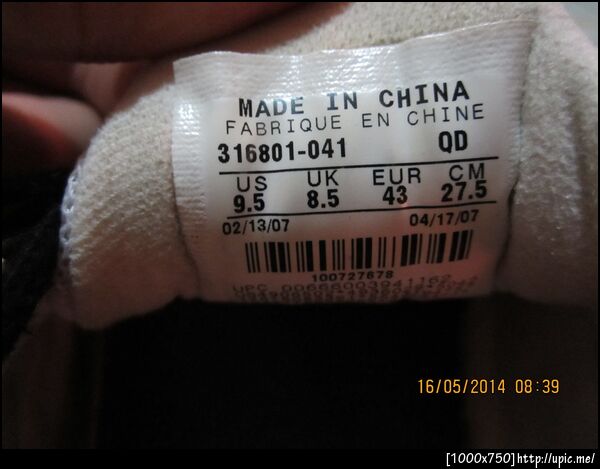 MADE IN CHINA
FABRIQUE EN CHINE
316801-041 QD
US UK EUR CM
9.5 8.5 43 27.5
02/13/07 04/17/07
100727678
UPC
16/05/2014 08:39
[1000x750]http://upic.me/